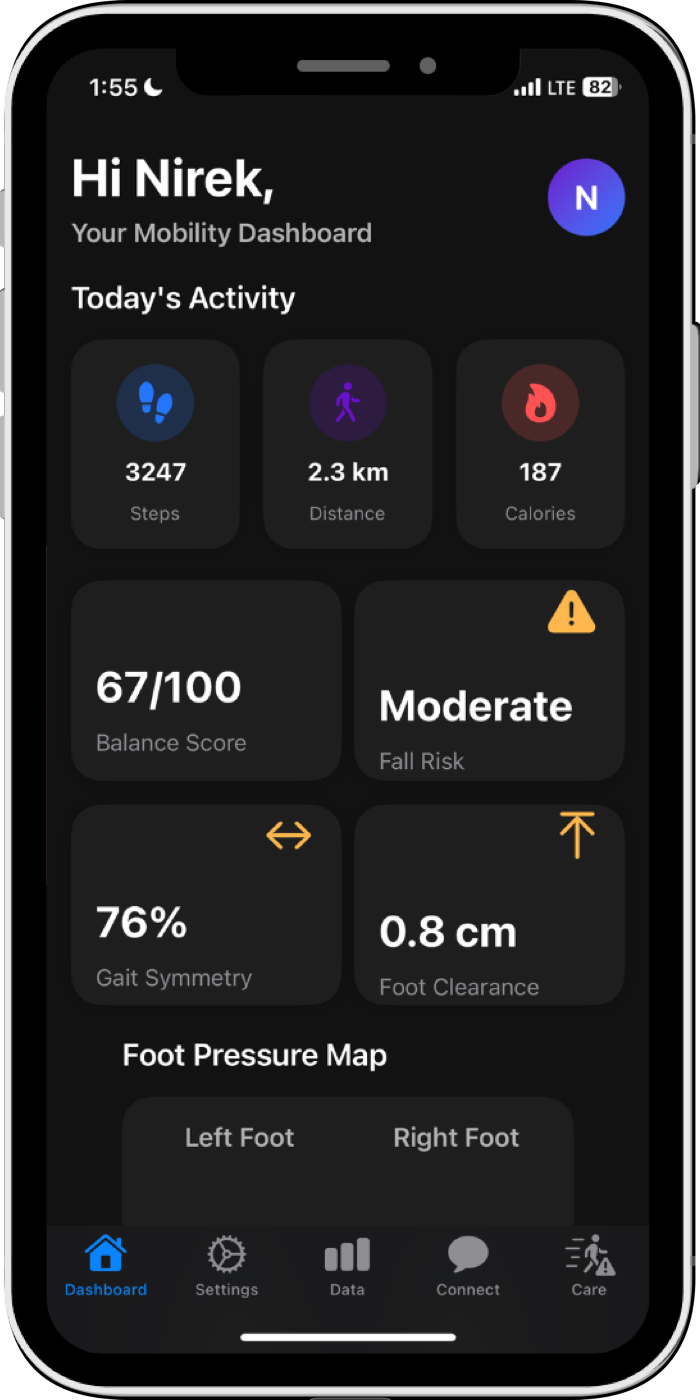 1:55 LTE 82
Hi Nirek,
N
Your Mobility Dashboard
Today's Activity
3247 2.3 km 187
Steps Distance Calories
67/100
Balance Score
Moderate
Fall Risk
76%
Gait Symmetry
0.8 cm
Foot Clearance
Foot Pressure Map
Left Foot Right Foot
Dashboard Settings Data Connect Care